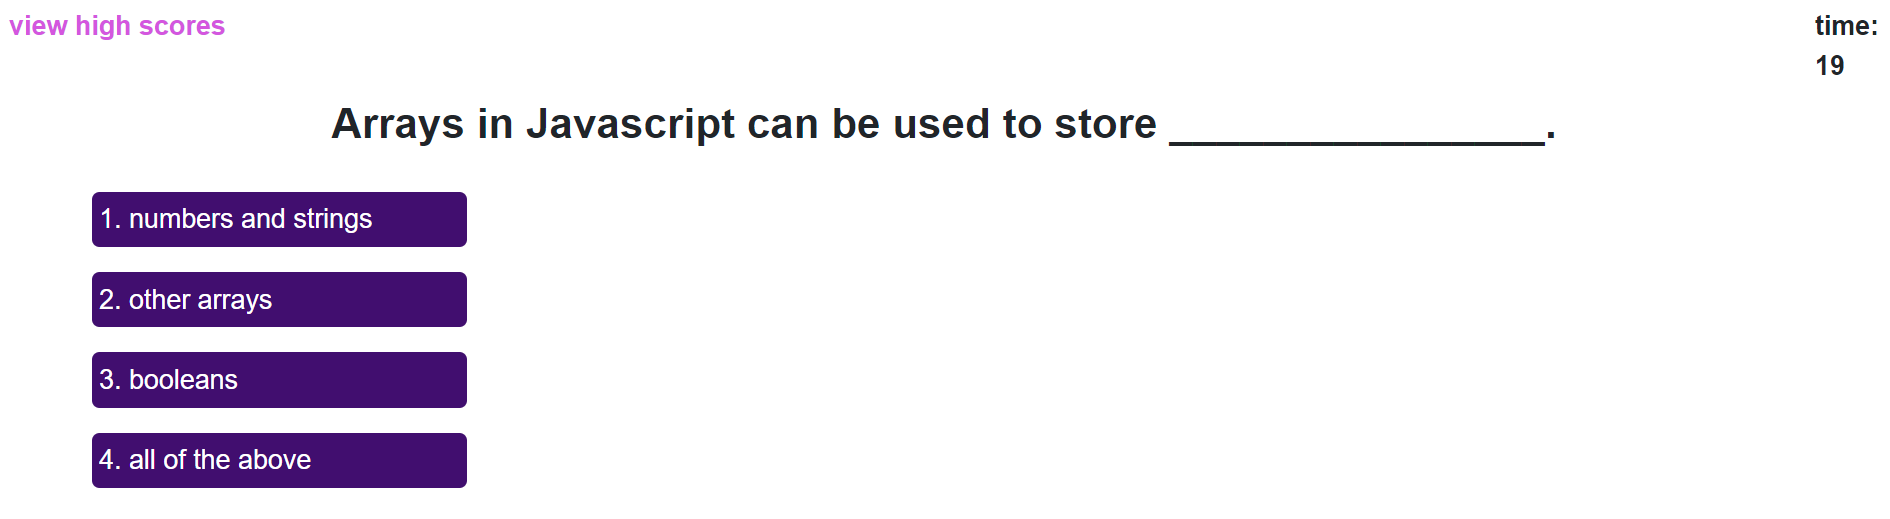 view high scores
time:
19
Arrays in Javascript can be used to store ________________.
1. numbers and strings
2. other arrays
3. booleans
4. all of the above